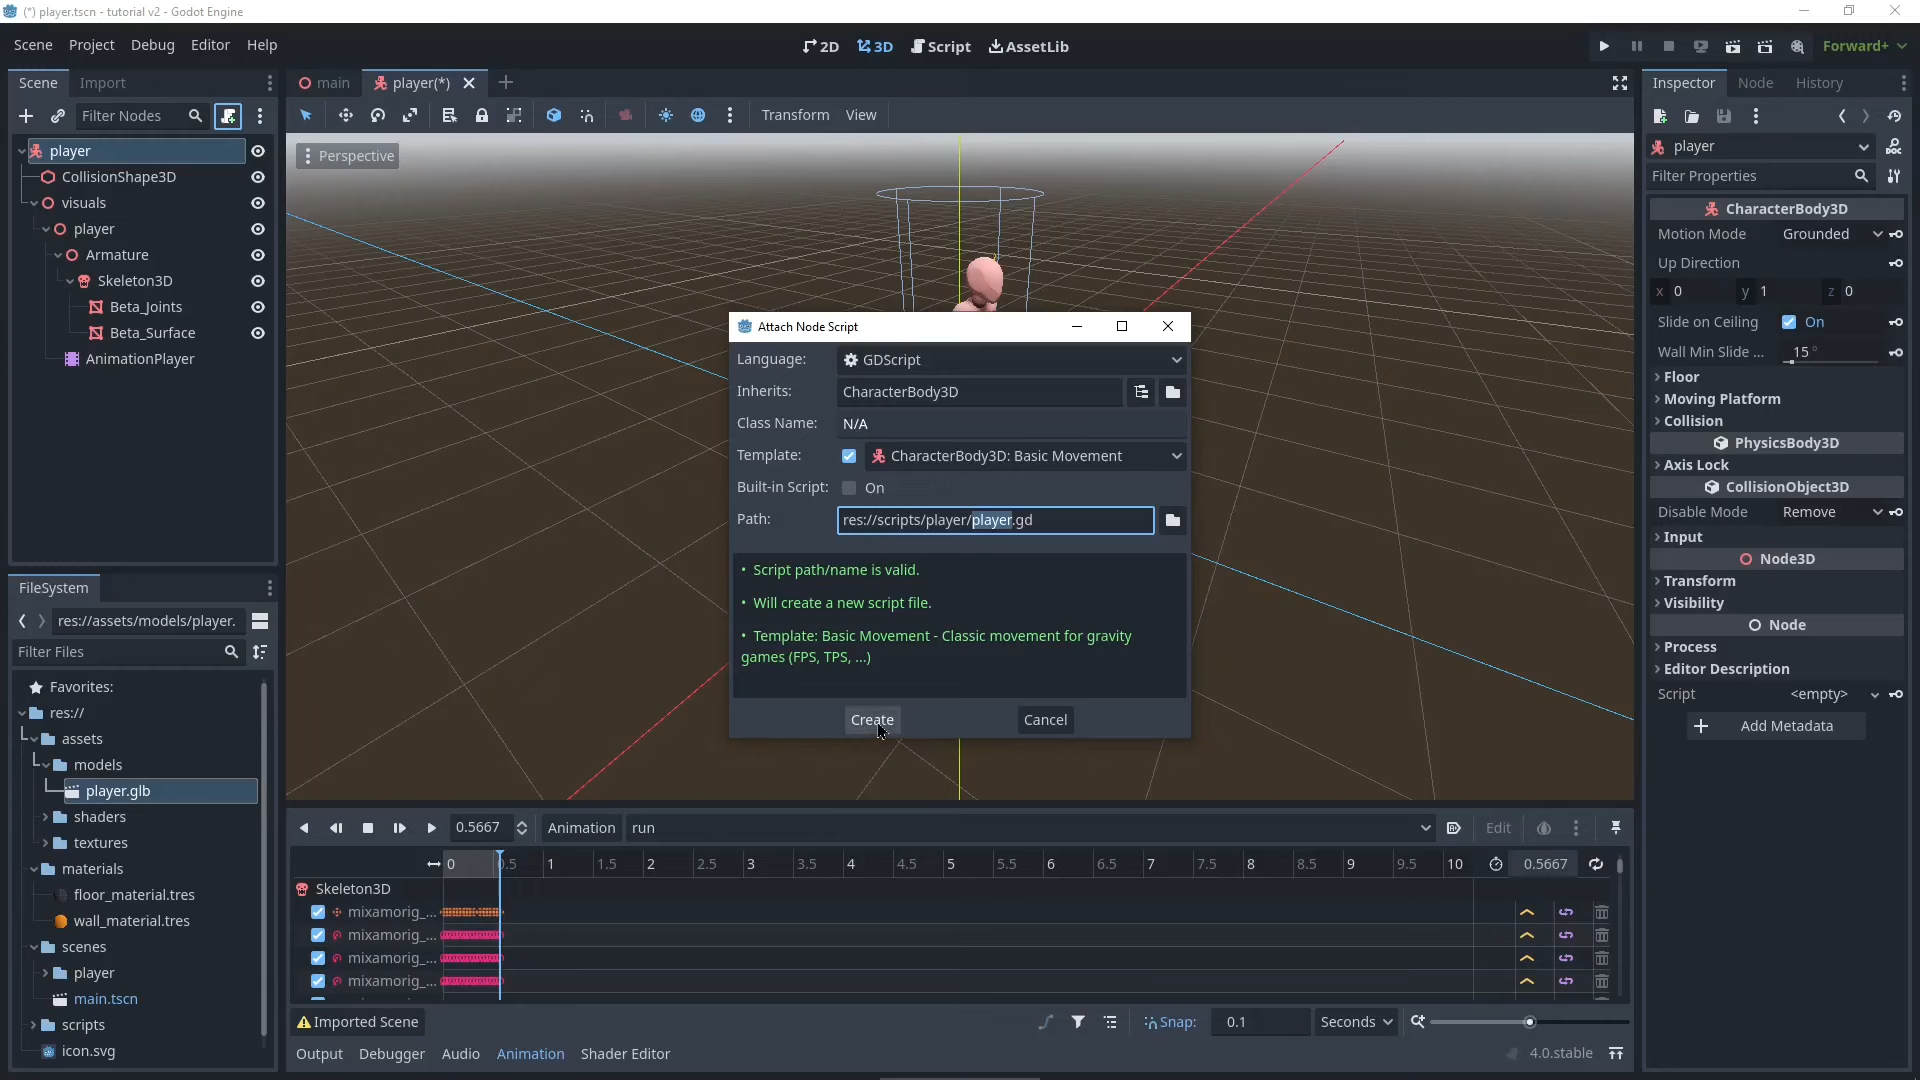 (*) player.tscn - tutorial v2 - Godot Engine
Scene Project Debug Editor Help
2D 3D Script AssetLib
Forward+
Scene Import
Filter Nodes
player
CollisionShape3D
visuals
player
Armature
Skeleton3D
Beta_Joints
Beta_Surface
AnimationPlayer
FileSystem
res://assets/models/player.
Filter Files
Favorites:
res://
assets
models
player.glb
shaders
textures
materials
floor_material.tres
wall_material.tres
scenes
player
main.tscn
scripts
icon.svg
main player(*)
Transform View
Perspective
Attach Node Script
Language: GDScript
Inherits: CharacterBody3D
Class Name: N/A
Template: CharacterBody3D: Basic Movement
Built-in Script: On
Path: res://scripts/player/player.gd
• Script path/name is valid.
• Will create a new script file.
• Template: Basic Movement - Classic movement for gravity
games (FPS, TPS, ...)
Create Cancel
0.5667 Animation run Edit
0 0.5 1 1.5 2 2.5 3 3.5 4 4.5 5 5.5 6 6.5 7 7.5 8 8.5 9 9.5 10 0.5667
Skeleton3D
mixamorig_...
mixamorig_...
mixamorig_...
mixamorig_...
Imported Scene Snap: 0.1 Seconds
Output Debugger Audio Animation Shader Editor 4.0.stable
Inspector Node History
player
Filter Properties
CharacterBody3D
Motion Mode Grounded
Up Direction
x 0 y 1 z 0
Slide on Ceiling On
Wall Min Slide ... 15 °
Floor
Moving Platform
Collision
PhysicsBody3D
Axis Lock
CollisionObject3D
Disable Mode Remove
Input
Node3D
Transform
Visibility
Node
Process
Editor Description
Script <empty>
Add Metadata